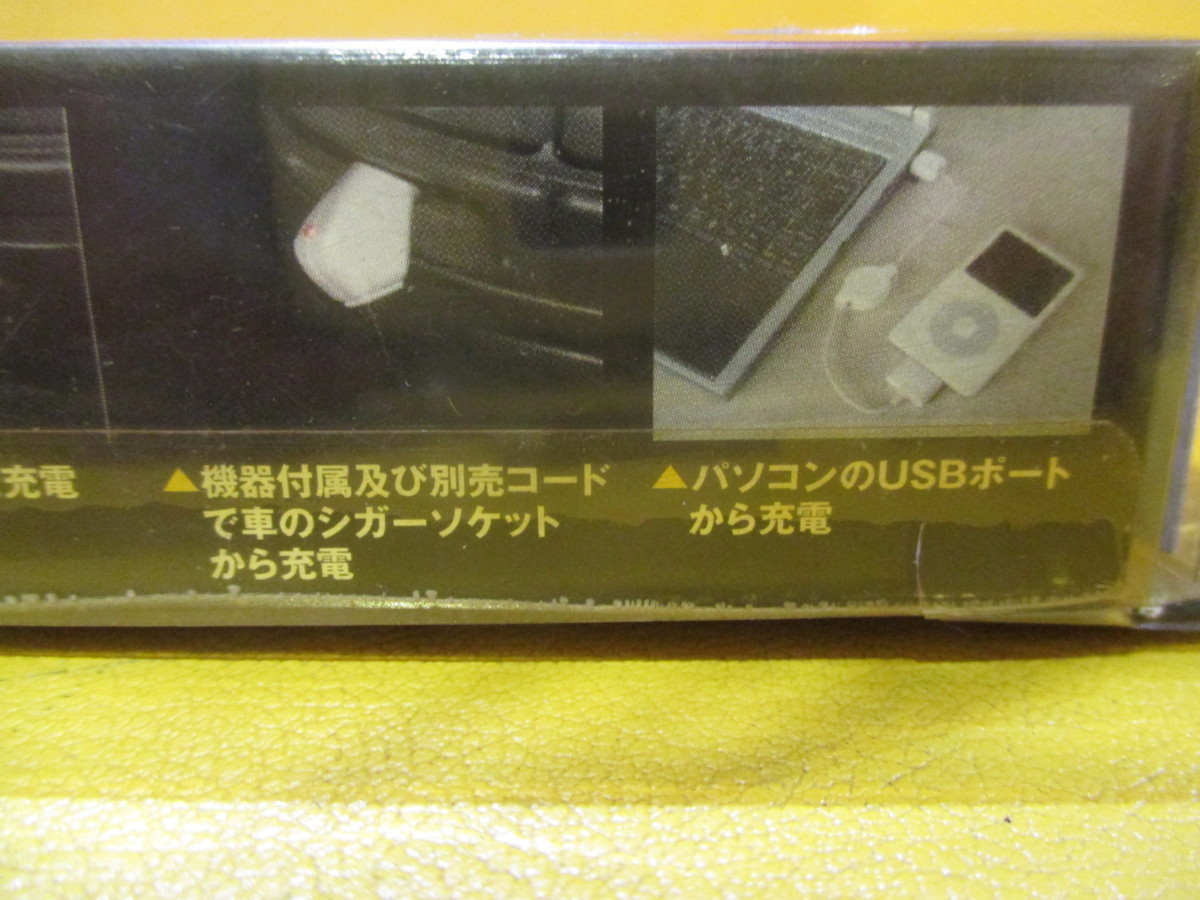 充電
▲機器付属及び別売コード
で車のシガーソケット
から充電
▲パソコンのUSBポート
から充電